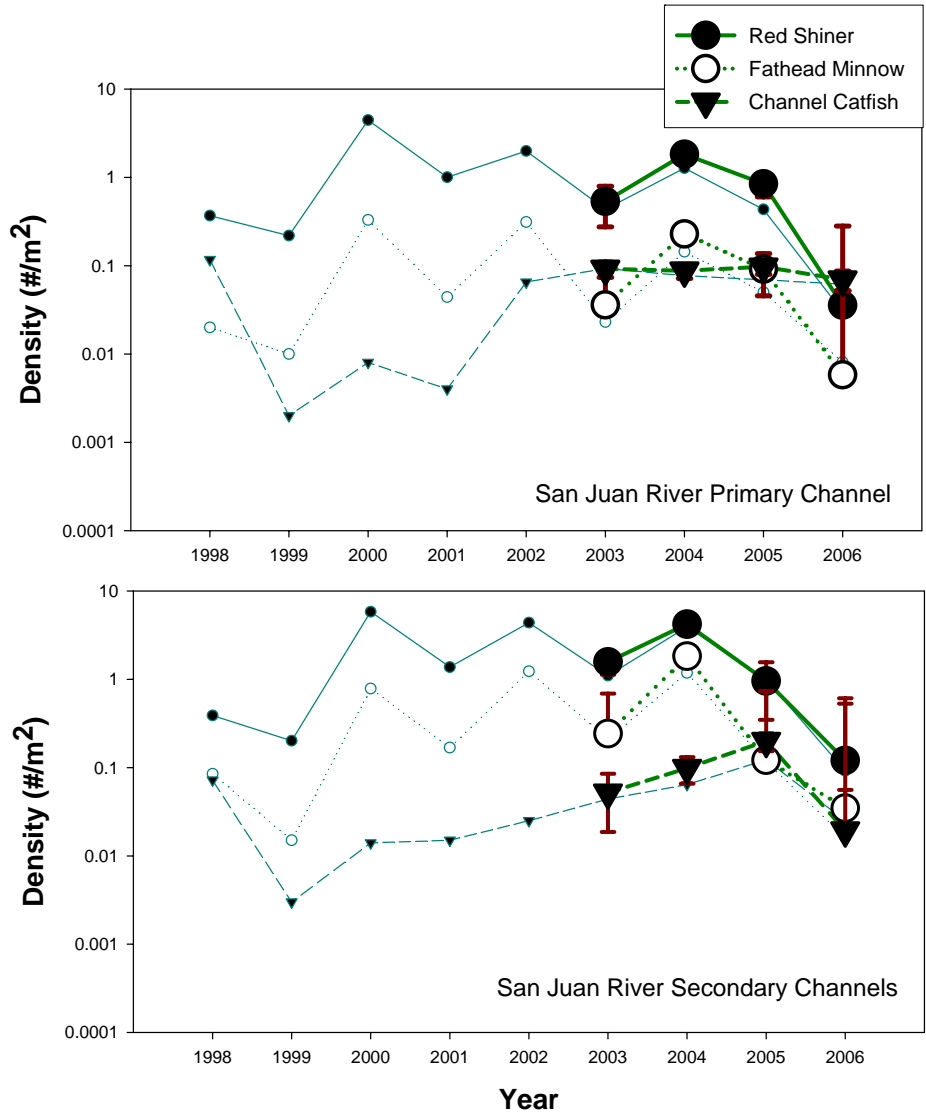 Red Shiner
Fathead Minnow
Channel Catfish
10
1
0.1
0.01
0.001
0.0001
Density (#/m2)
San Juan River Primary Channel
1998 1999 2000 2001 2002 2003 2004 2005 2006
10
1
0.1
0.01
0.001
0.0001
Density (#/m2)
San Juan River Secondary Channels
1998 1999 2000 2001 2002 2003 2004 2005 2006
Year